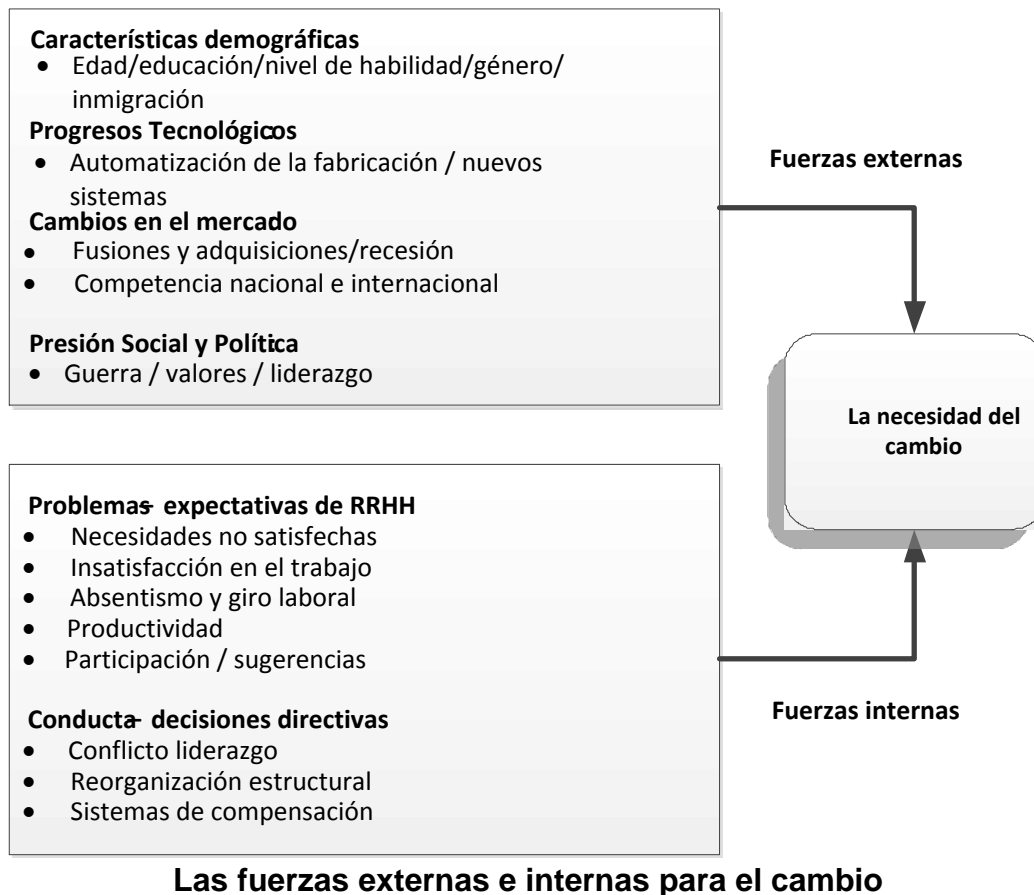 Características demográficas
• Edad/educación/nivel de habilidad/género/
inmigración
Progresos Tecnológicos
• Automatización de la fabricación / nuevos
sistemas
Cambios en el mercado
• Fusiones y adquisiciones/recesión
• Competencia nacional e internacional
Presión Social y Política
• Guerra / valores / liderazgo
Fuerzas externas
La necesidad del
cambio
Problemas– expectativas de RRHH
• Necesidades no satisfechas
• Insatisfacción en el trabajo
• Absentismo y giro laboral
• Productividad
• Participación / sugerencias
Conducta– decisiones directivas
• Conflicto liderazgo
• Reorganización estructural
• Sistemas de compensación
Fuerzas internas
Las fuerzas externas e internas para el cambio